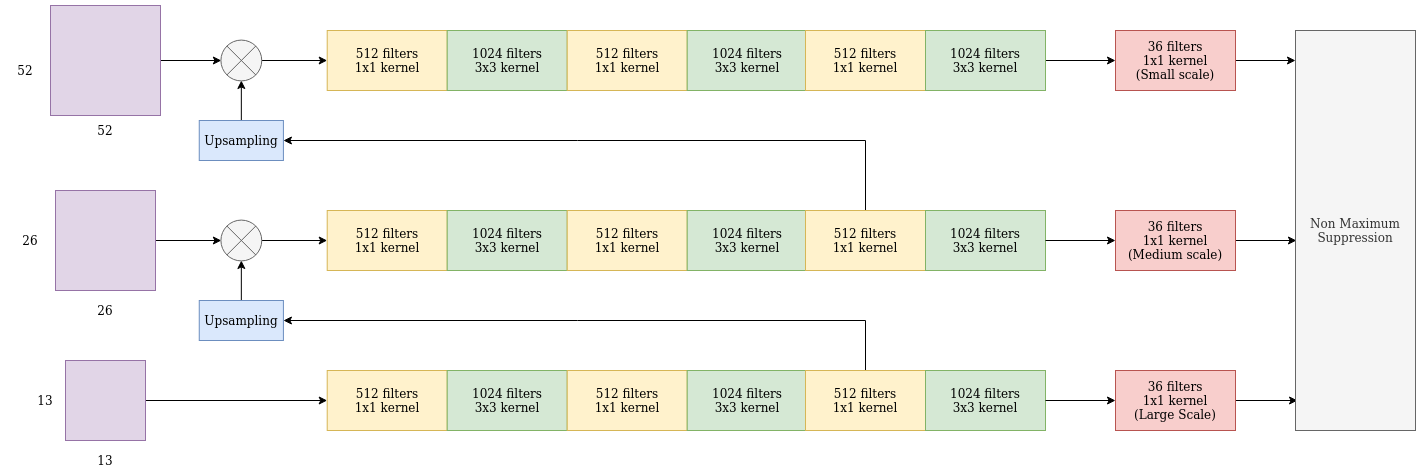 52
52
512 filters
1x1 kernel
1024 filters
3x3 kernel
512 filters
1x1 kernel
1024 filters
3x3 kernel
512 filters
1x1 kernel
1024 filters
3x3 kernel
36 filters
1x1 kernel
(Small scale)
Upsampling
26
26
512 filters
1x1 kernel
1024 filters
3x3 kernel
512 filters
1x1 kernel
1024 filters
3x3 kernel
512 filters
1x1 kernel
1024 filters
3x3 kernel
36 filters
1x1 kernel
(Medium scale)
Non Maximum
Suppression
Upsampling
13
13
512 filters
1x1 kernel
1024 filters
3x3 kernel
512 filters
1x1 kernel
1024 filters
3x3 kernel
512 filters
1x1 kernel
1024 filters
3x3 kernel
36 filters
1x1 kernel
(Large Scale)